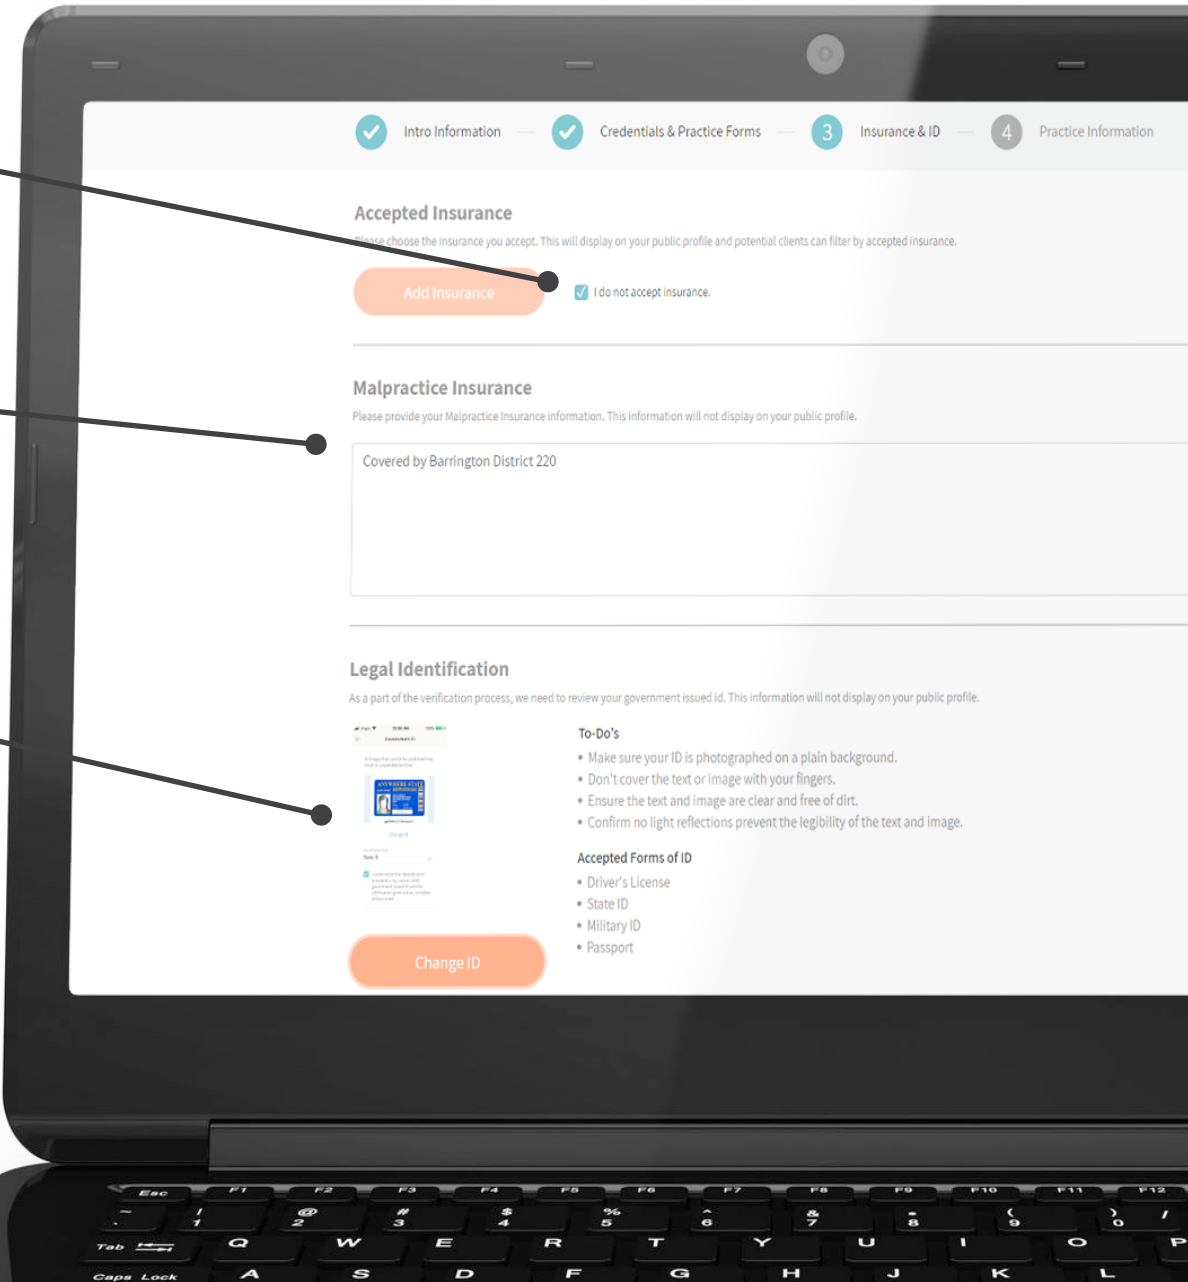 Intro Information
Credentials & Practice Forms
3 Insurance & ID
4 Practice Information
Accepted Insurance
Please choose the insurance you accept. This will display on your public profile and potential clients can filter by accepted insurance.
Add Insurance
I do not accept insurance.
Malpractice Insurance
Please provide your Malpractice Insurance information. This information will not display on your public profile.
Covered by Barrington District 220
Legal Identification
As a part of the verification process, we need to review your government issued id. This information will not display on your public profile.
Government ID
ANYWHERE STATE
Change ID
State ID
To-Do's
• Make sure your ID is photographed on a plain background.
• Don't cover the text or image with your fingers.
• Ensure the text and image are clear and free of dirt.
• Confirm no light reflections prevent the legibility of the text and image.
Accepted Forms of ID
• Driver's License
• State ID
• Military ID
• Passport
Change ID
Esc F1 F2 F3 F4 F5 F6 F7 F8 F9 F10 F11 F12
~ ! @ # $ % ^ & * ( ) /
1 2 3 4 5 6 7 8 9 0
Tab Q W E R T Y U I O P
Caps Lock A S D F G H J K L